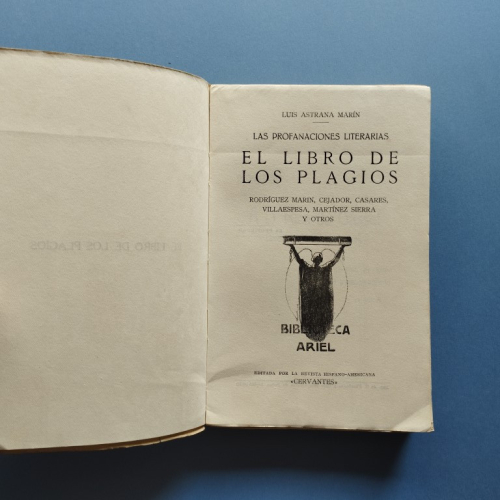 LUIS ASTRANA MARÍN
LAS PROFANACIONES LITERARIAS
EL LIBRO DE
LOS PLAGIOS
RODRÍGUEZ MARIN, CEJADOR, CASARES,
VILLAESPESA, MARTÍNEZ SIERRA
Y OTROS
BIBLIOTECA
ARIEL
EDITADA POR LA REVISTA HISPANO-AMERICANA
«CERVANTES»